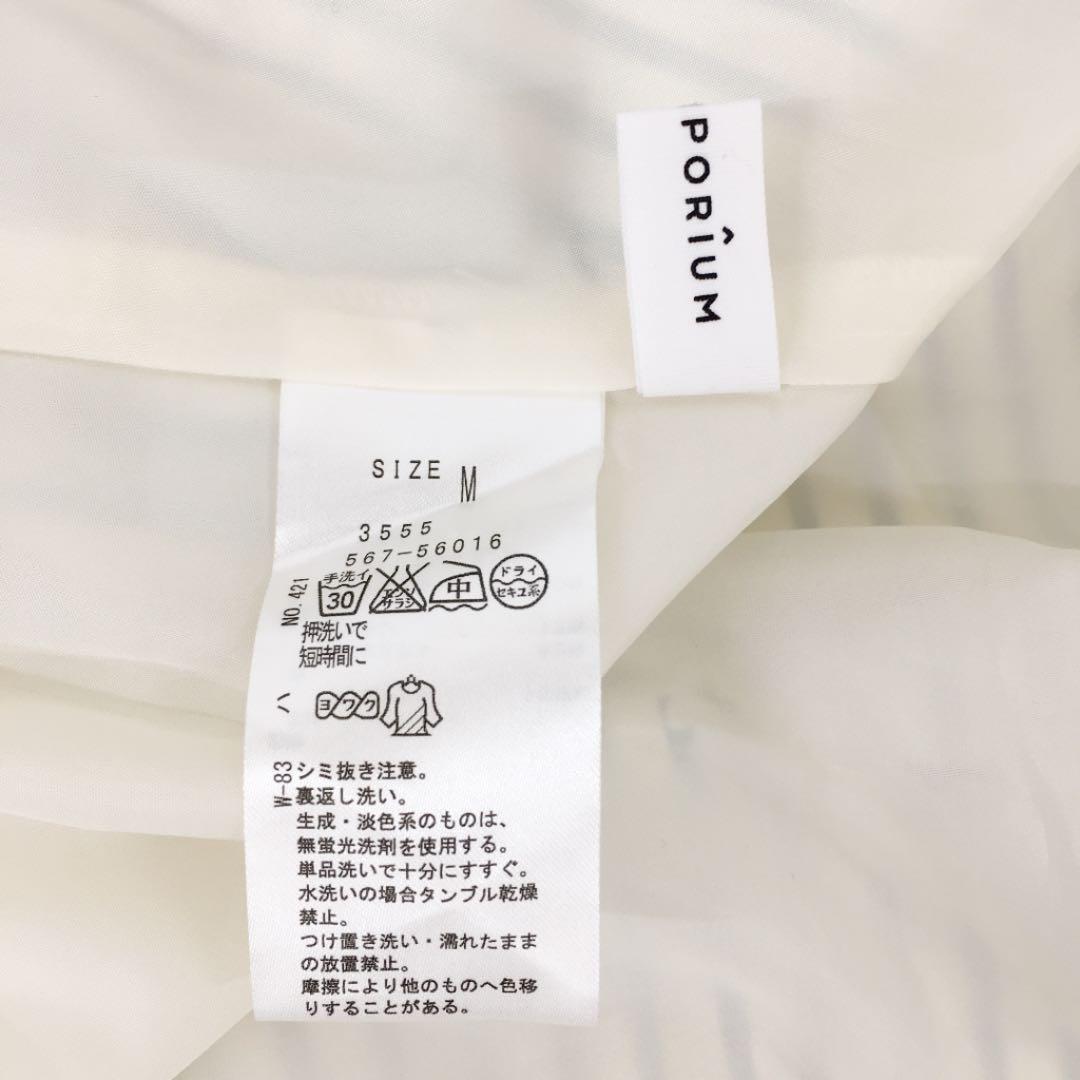 PORÎUM
SIZE M
3555
567-56016
NO.421
手洗イ
30
エンソ
サラシ
中
ドライ
セキユ系
押洗いで
短時間に
ハ
ヨワク
W-83
シミ抜き注意。
裏返し洗い。
生成・淡色系のものは、
無蛍光洗剤を使用する。
単品洗いで十分にすすぐ。
水洗いの場合タンブル乾燥
禁止。
つけ置き洗い・濡れたまま
の放置禁止。
摩擦により他のものへ色移
りすることがある。